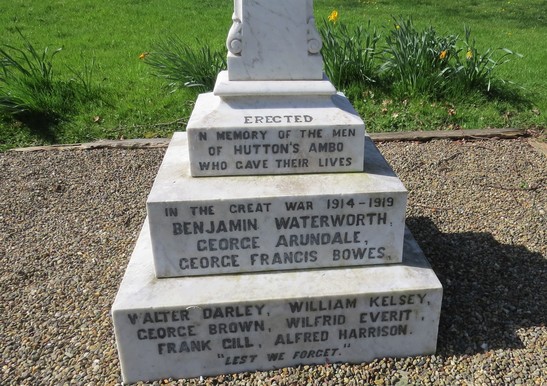 ERECTED
IN MEMORY OF THE MEN
OF HUTTON'S AMBO
WHO GAVE THEIR LIVES
IN THE GREAT WAR 1914-1919
BENJAMIN WATERWORTH,
GEORGE ARUNDALE,
GEORGE FRANCIS BOWES,
WALTER DARLEY, WILLIAM KELSEY,
GEORGE BROWN, WILFRID EVERIT,
FRANK GILL, ALFRED HARRISON.
"LEST WE FORGET."